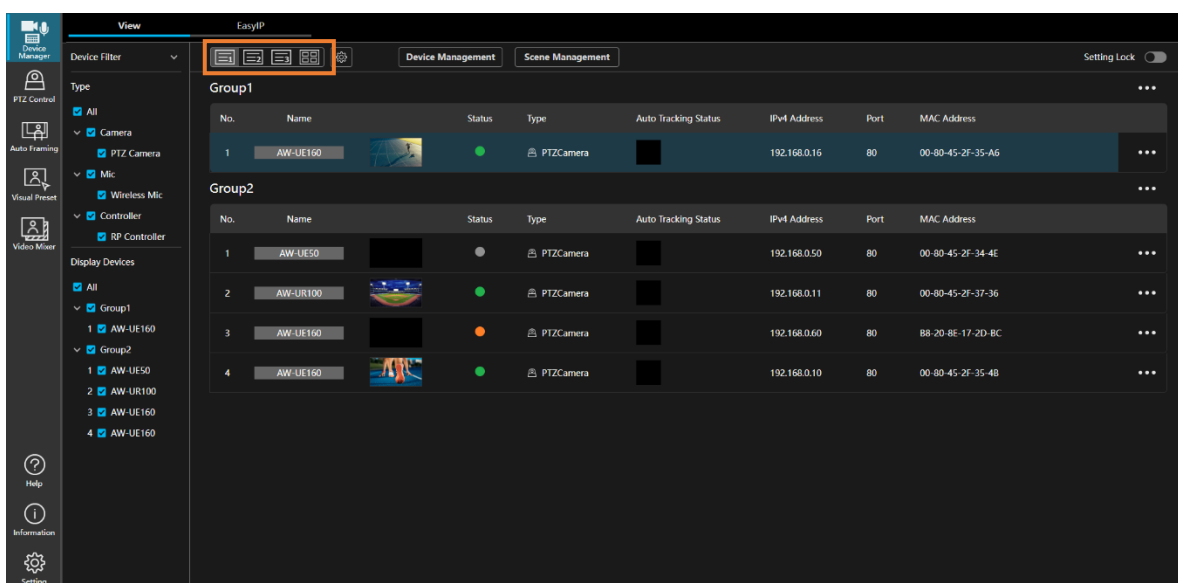 View
EasyIP
Device Manager
PTZ Control
Auto Framing
Visual Preset
Video Mixer
Help
Information
Setting
Device Filter
Type
All
Camera
PTZ Camera
Mic
Wireless Mic
Controller
RP Controller
Display Devices
All
Group1
1 AW-UE160
Group2
1 AW-UE50
2 AW-UR100
3 AW-UE160
4 AW-UE160
1 2 3 Device Management Scene Management Setting Lock
Group1
No. Name Status Type Auto Tracking Status IPv4 Address Port MAC Address
1 AW-UE160 PTZCamera 192.168.0.16 80 00-80-45-2F-35-A6
Group2
No. Name Status Type Auto Tracking Status IPv4 Address Port MAC Address
1 AW-UE50 PTZCamera 192.168.0.50 80 00-80-45-2F-34-4E
2 AW-UR100 PTZCamera 192.168.0.11 80 00-80-45-2F-37-36
3 AW-UE160 PTZCamera 192.168.0.60 80 B8-20-8E-17-2D-BC
4 AW-UE160 PTZCamera 192.168.0.10 80 00-80-45-2F-35-4B